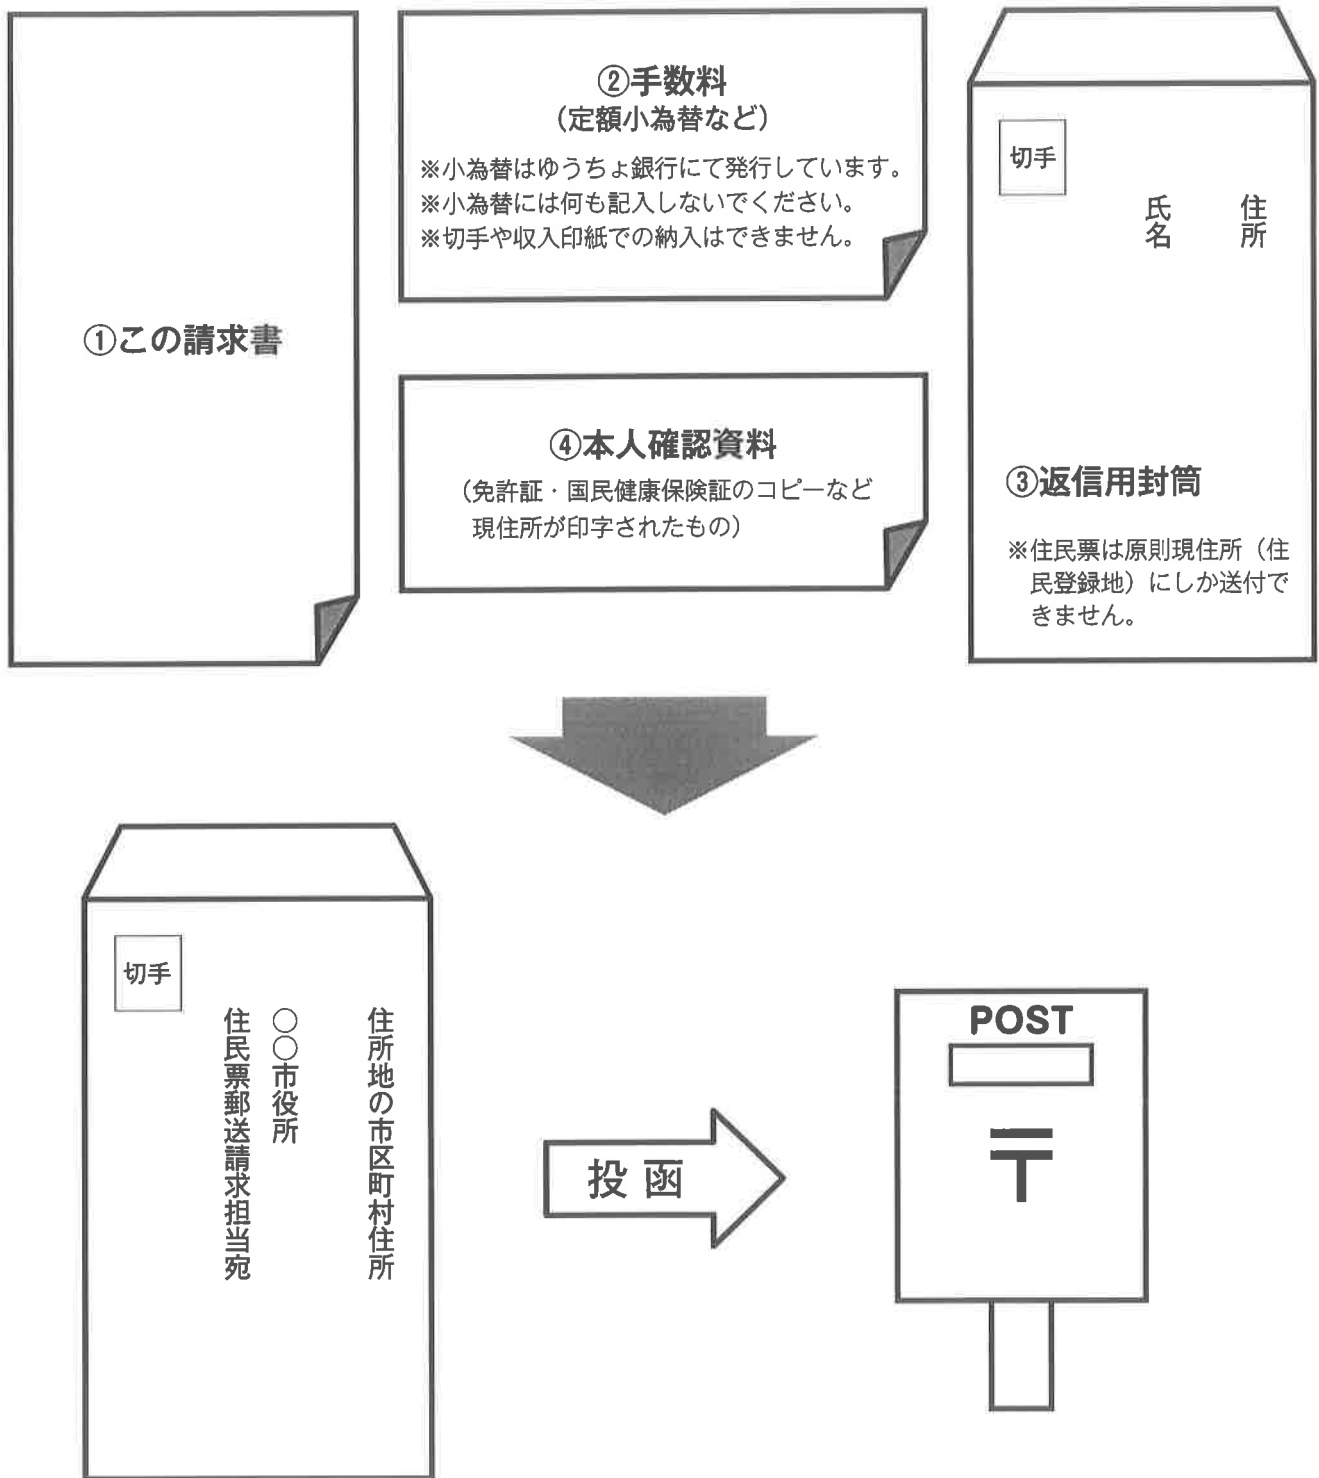 ①この請求書
②手数料
(定額小為替など)
※小為替はゆうちょ銀行にて発行しています。
※小為替には何も記入しないでください。
※切手や収入印紙での納入はできません。
④本人確認資料
(免許証・国民健康保険証のコピーなど
現住所が印字されたもの)
切手
住所
氏名
③返信用封筒
※住民票は原則現住所（住
民登録地）にしか送付で
きません。
切手
住所地の市区町村住所
○○市役所
住民票郵送請求担当宛
投函
POST
〒